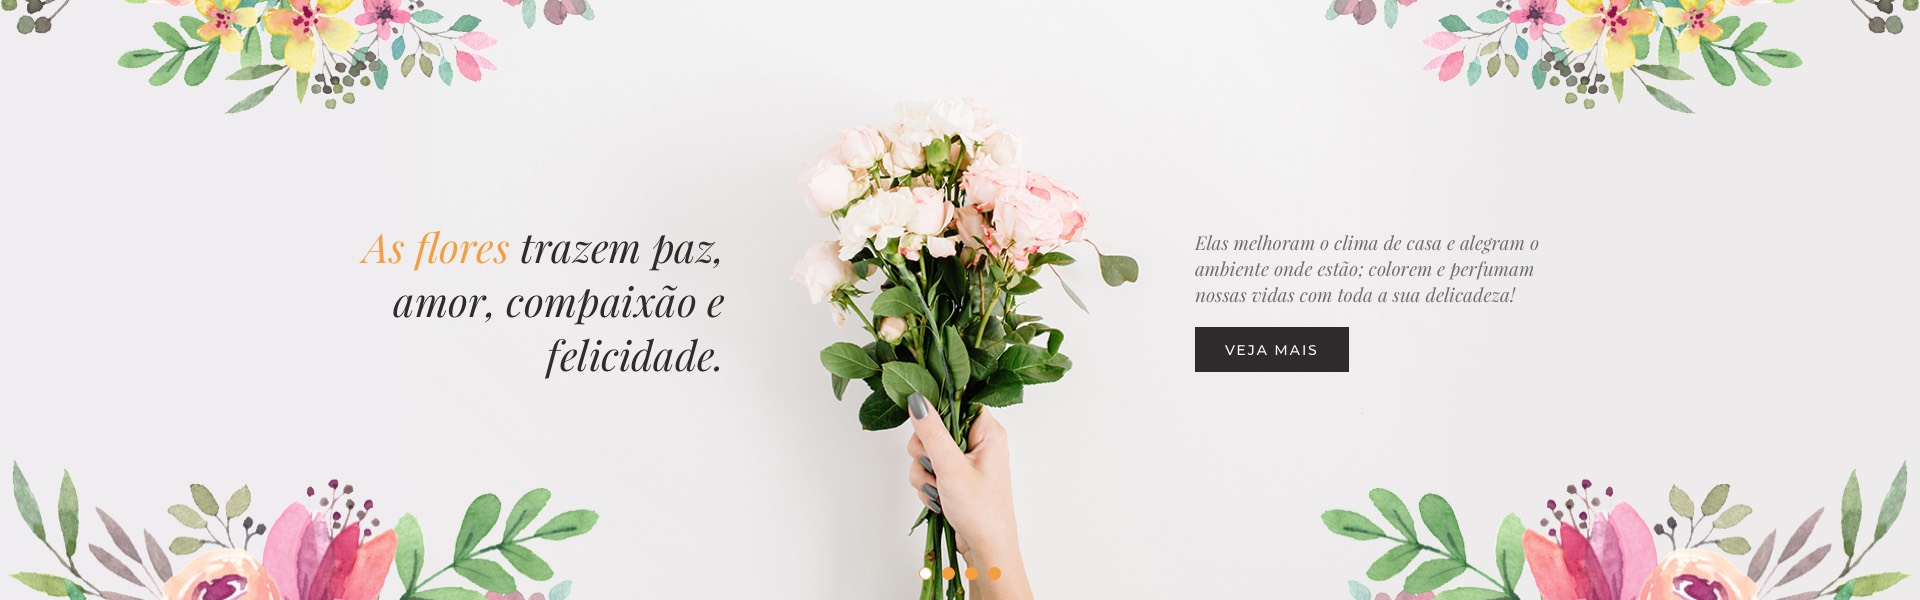 As flores trazem paz,
amor, compaixão e
felicidade.
Elas melhoram o clima de casa e alegram o
ambiente onde estão; colorem e perfumam
nossas vidas com toda a sua delicadeza!
VEJA MAIS